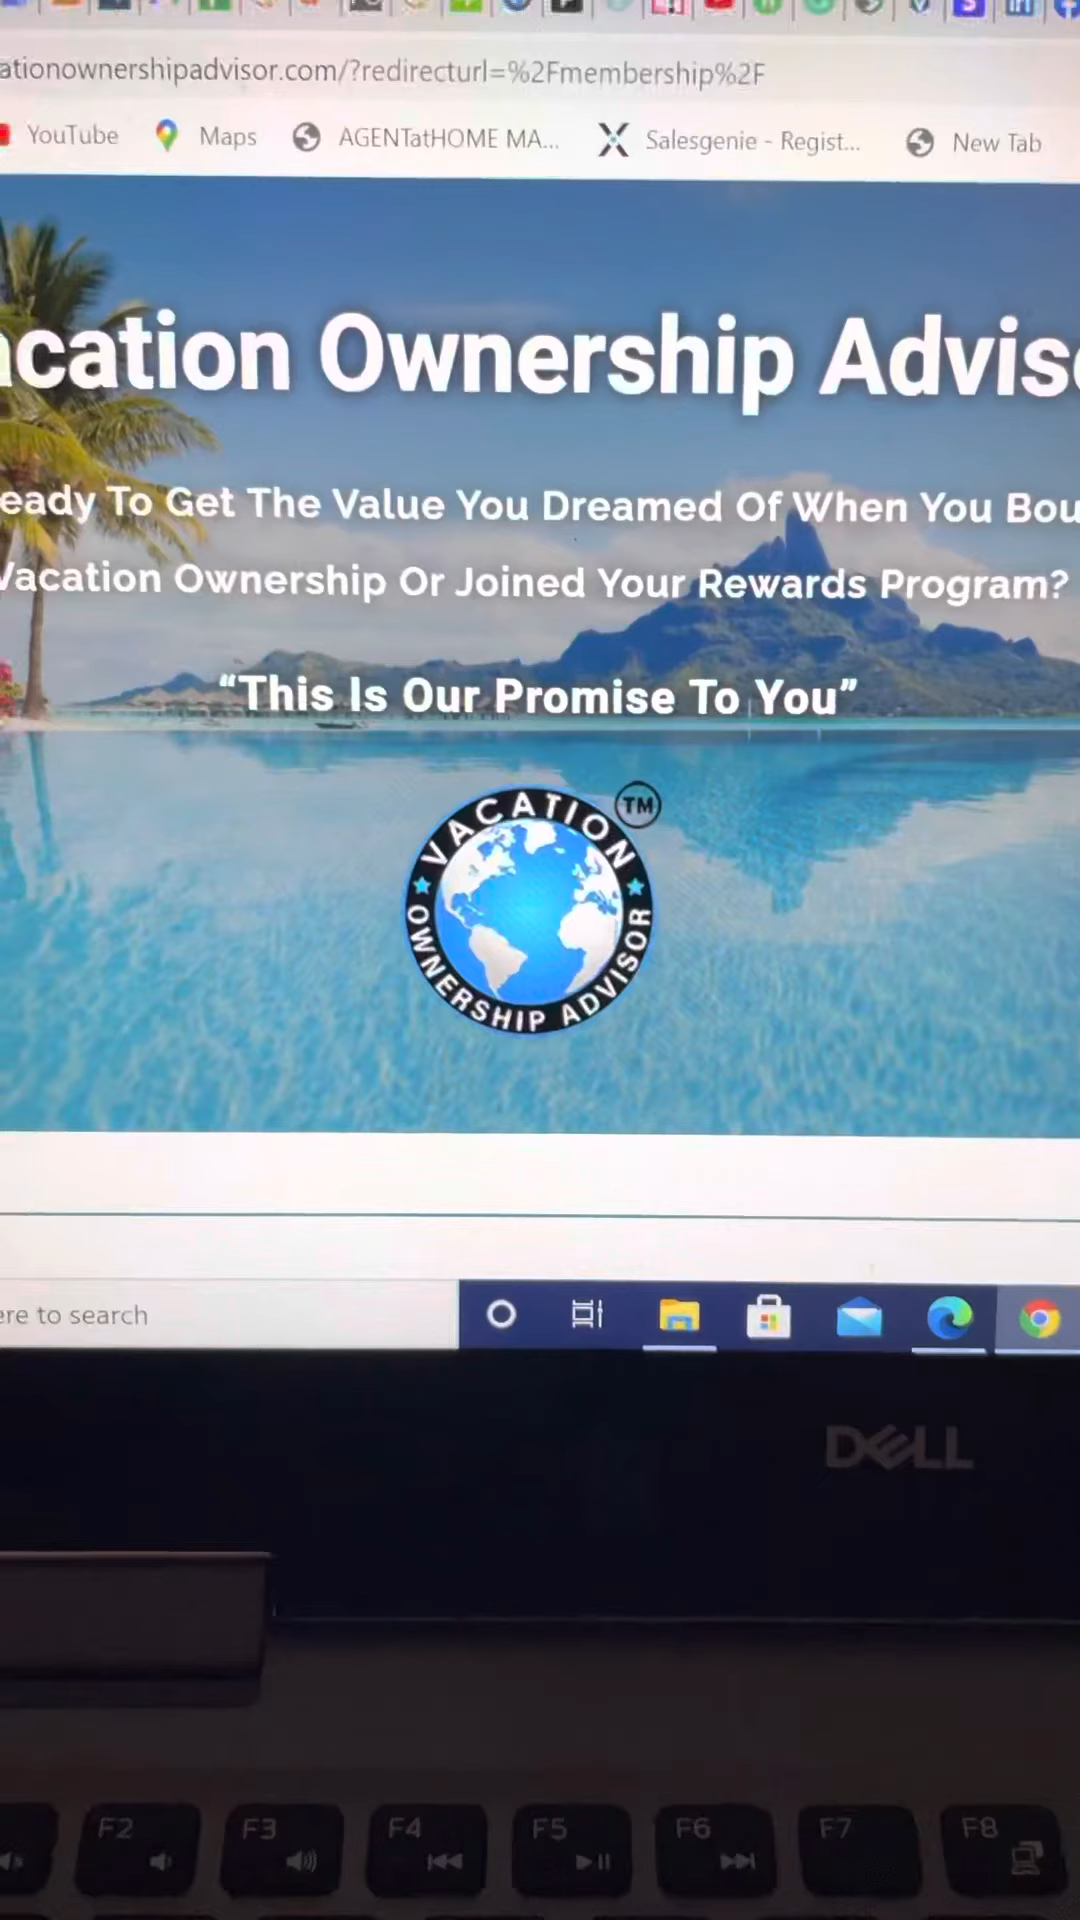 ationownershipadvisor.com/?redirecturl=%2Fmembership%2F
YouTube Maps AGENTatHOME MA... Salesgenie - Regist... New Tab
acation Ownership Adviso
eady To Get The Value You Dreamed Of When You Bou
Vacation Ownership Or Joined Your Rewards Program?
“This Is Our Promise To You”
VACATION TM
OWNERSHIP ADVISOR
ere to search
DELL
F2 F3 F4 F5 F6 F7 F8